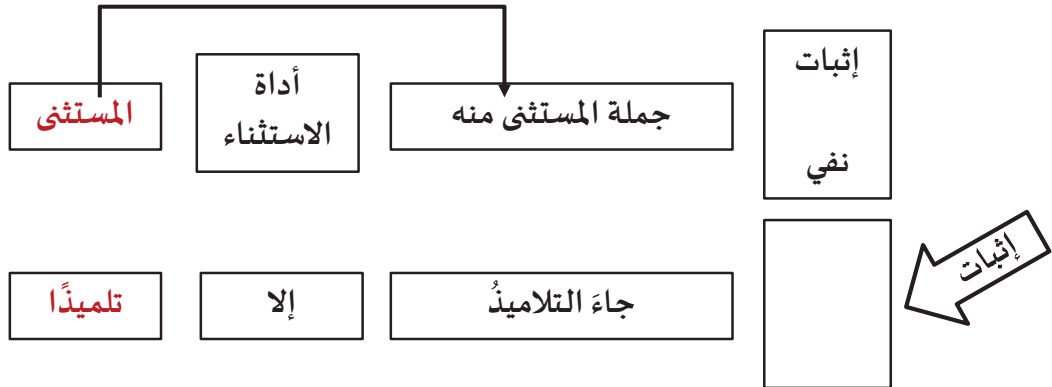 إثبات
نفي
جملة المستثنى منه
أداة
الاستثناء
المستثنى
إثبات
جاءَ التلاميذُ
إلا
تلميذًا